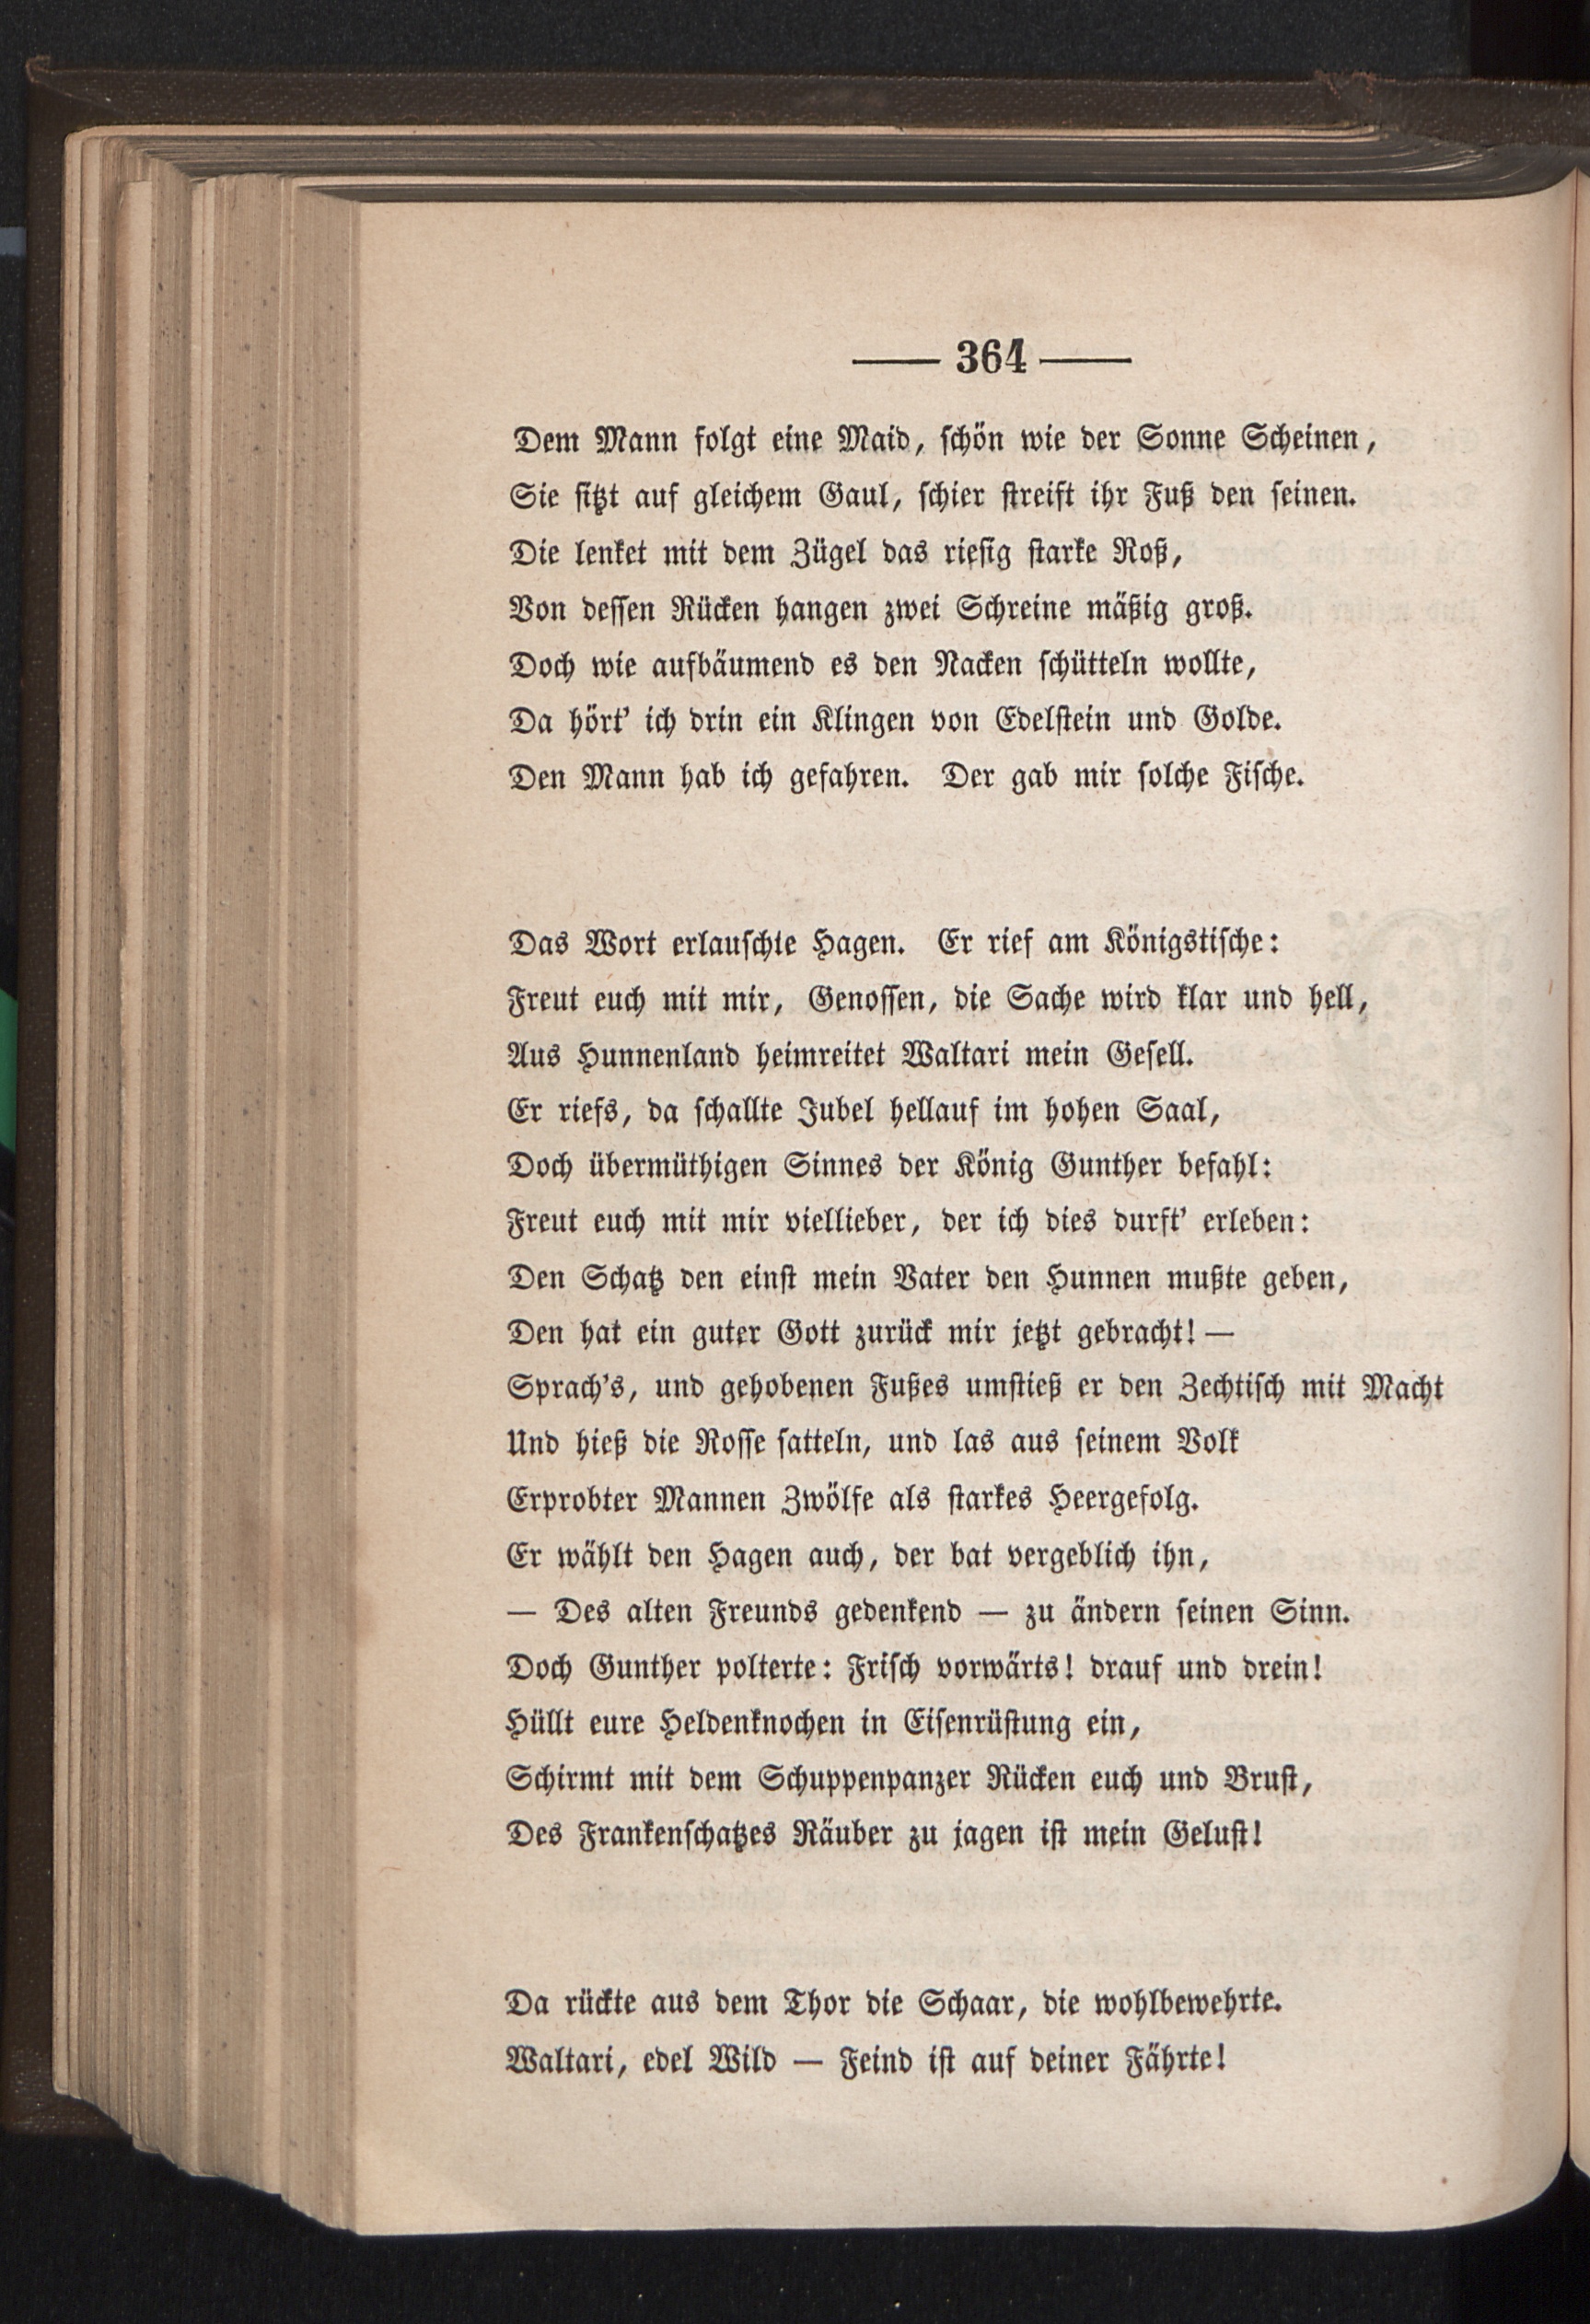 — 364 —
Dem Mann folgt eine Maid, schön wie der Sonne Scheinen,
Sie sitzt auf gleichem Gaul, schier streift ihr Fuß den seinen.
Die lenket mit dem Zügel das riesig starke Roß,
Von dessen Rücken hangen zwei Schreine mäßig groß.
Doch wie aufbäumend es den Nacken schütteln wollte,
Da hört' ich drin ein Klingen von Edelstein und Golde.
Den Mann hab ich gefahren. Der gab mir solche Fische.
Das Wort erlauschte Hagen. Er rief am Königstische:
Freut euch mit mir, Genossen, die Sache wird klar und hell,
Aus Hunnenland heimreitet Waltari mein Gesell.
Er riefs, da schallte Jubel hellauf im hohen Saal,
Doch übermüthigen Sinnes der König Gunther befahl:
Freut euch mit mir viellieber, der ich dies durft' erleben:
Den Schatz den einst mein Vater den Hunnen mußte geben,
Den hat ein guter Gott zurück mir jetzt gebracht! —
Sprach's, und gehobenen Fußes umstieß er den Zechtisch mit Macht
Und hieß die Rosse satteln, und las aus seinem Volk
Erprobter Mannen Zwölfe als starkes Heergefolg.
Er wählt den Hagen auch, der bat vergeblich ihn,
— Des alten Freunds gedenkend — zu ändern seinen Sinn.
Doch Gunther polterte: Frisch vorwärts! drauf und drein!
Hüllt eure Heldenknochen in Eisenrüstung ein,
Schirmt mit dem Schuppenpanzer Rücken euch und Brust,
Des Frankenschatzes Räuber zu jagen ist mein Gelust!
Da rückte aus dem Thor die Schaar, die wohlbewehrte.
Waltari, edel Wild — Feind ist auf deiner Fährte!